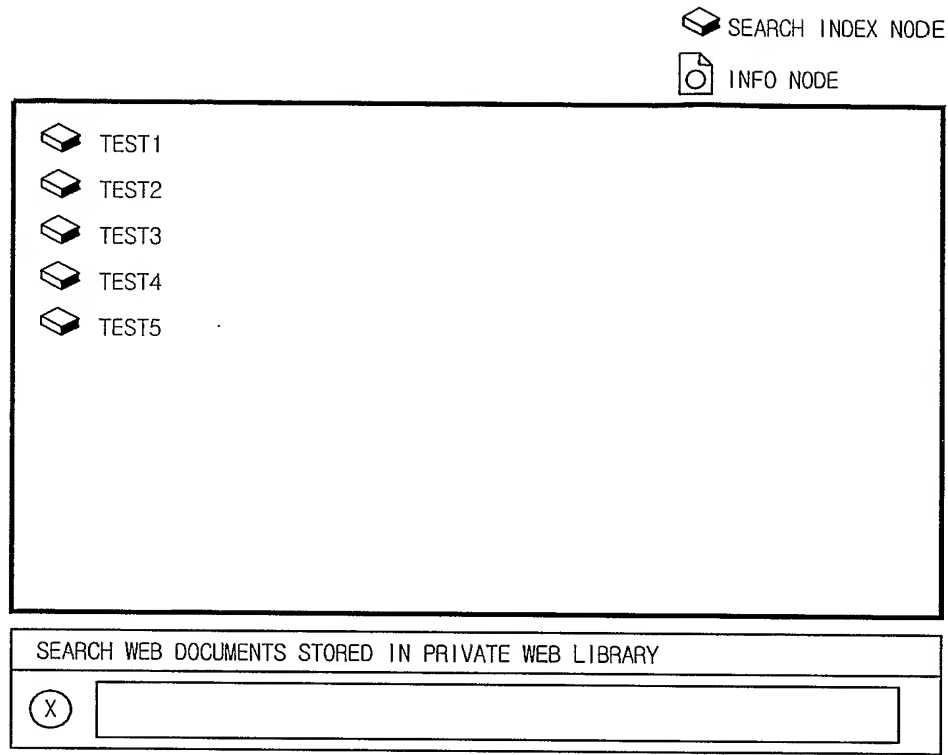 SEARCH INDEX NODE
INFO NODE
TEST1
TEST2
TEST3
TEST4
TEST5
SEARCH WEB DOCUMENTS STORED IN PRIVATE WEB LIBRARY
X